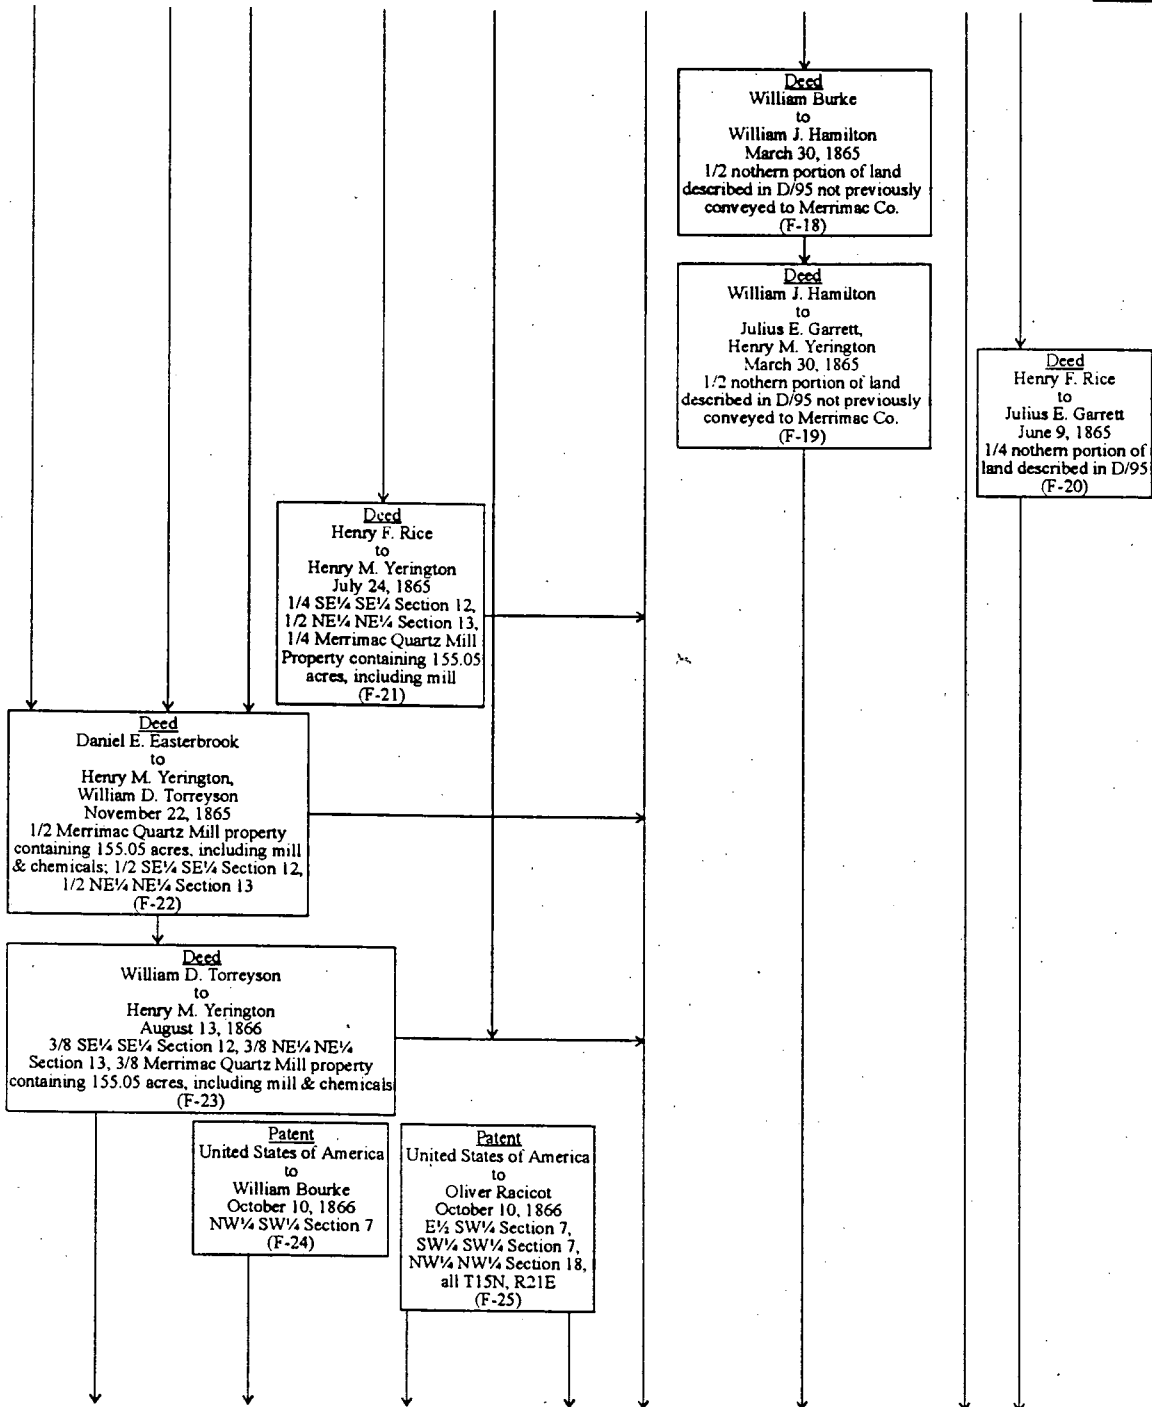 Deed
William Burke
to
William J. Hamilton
March 30, 1865
1/2 nothern portion of land
described in D/95 not previously
conveyed to Merrimac Co.
(F-18)
Deed
William J. Hamilton
to
Julius E. Garrett,
Henry M. Yerington
March 30, 1865
1/2 nothern portion of land
described in D/95 not previously
conveyed to Merrimac Co.
(F-19)
Deed
Henry F. Rice
to
Julius E. Garrett
June 9, 1865
1/4 nothern portion of
land described in D/95
(F-20)
Deed
Henry F. Rice
to
Henry M. Yerington
July 24, 1865
1/4 SE¼ SE¼ Section 12,
1/2 NE¼ NE¼ Section 13,
1/4 Merrimac Quartz Mill
Property containing 155.05
acres, including mill
(F-21)
Deed
Daniel E. Easterbrook
to
Henry M. Yerington,
William D. Torreyson
November 22, 1865
1/2 Merrimac Quartz Mill property
containing 155.05 acres, including mill
& chemicals; 1/2 SE¼ SE¼ Section 12,
1/2 NE¼ NE¼ Section 13
(F-22)
Deed
William D. Torreyson
to
Henry M. Yerington
August 13, 1866
3/8 SE¼ SE¼ Section 12, 3/8 NE¼ NE¼
Section 13, 3/8 Merrimac Quartz Mill property
containing 155.05 acres, including mill & chemicals
(F-23)
Patent
United States of America
to
William Bourke
October 10, 1866
NW¼ SW¼ Section 7
(F-24)
Patent
United States of America
to
Oliver Racicot
October 10, 1866
E½ SW¼ Section 7,
SW¼ SW¼ Section 7,
NW¼ NW¼ Section 18,
all T15N, R21E
(F-25)